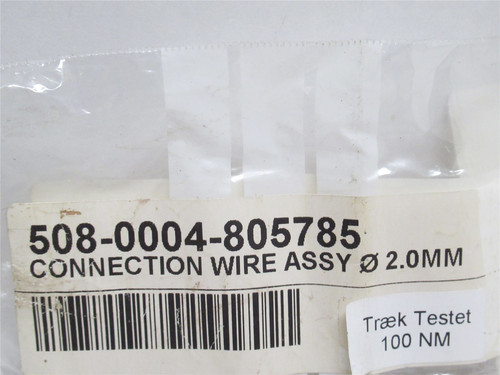 508-0004-805785
CONNECTION WIRE ASSY Ø 2.0MM
Træk Testet
100 NM